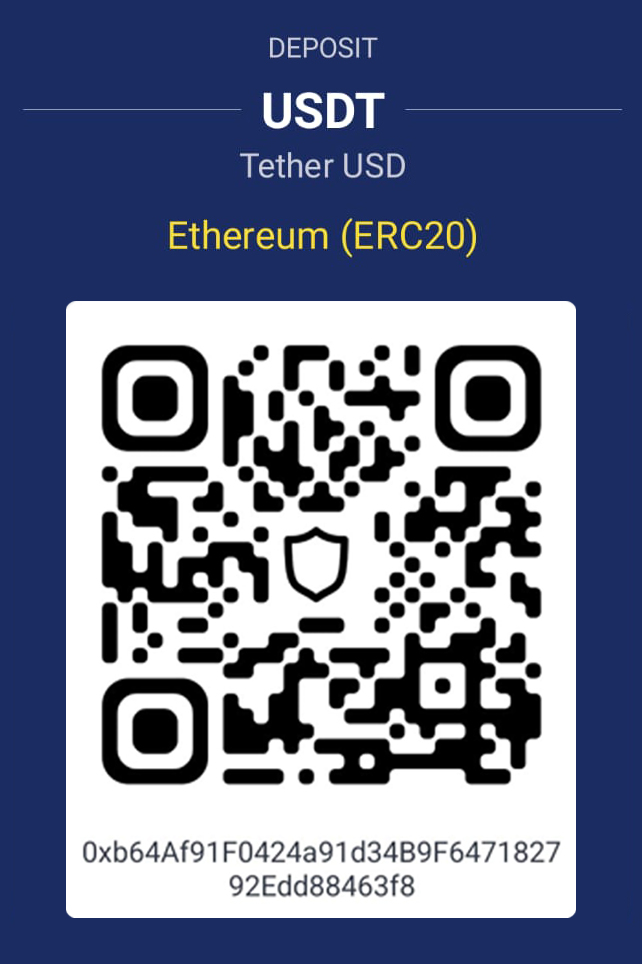 DEPOSIT
USDT
Tether USD
Ethereum (ERC20)
0xb64Af91F0424a91d34B9F6471827
92Edd88463f8